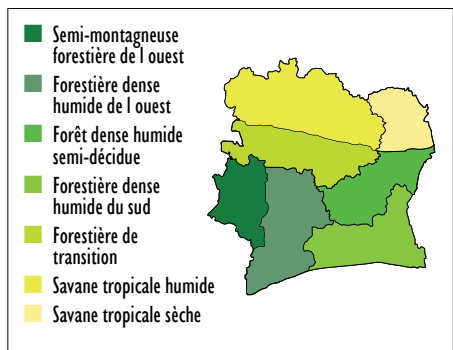 Semi-montagneuse
forestière de l ouest
Forestière dense
humide de l ouest
Forêt dense humide
semi-décidue
Forestière dense
humide du sud
Forestière de
transition
Savane tropicale humide
Savane tropicale sèche